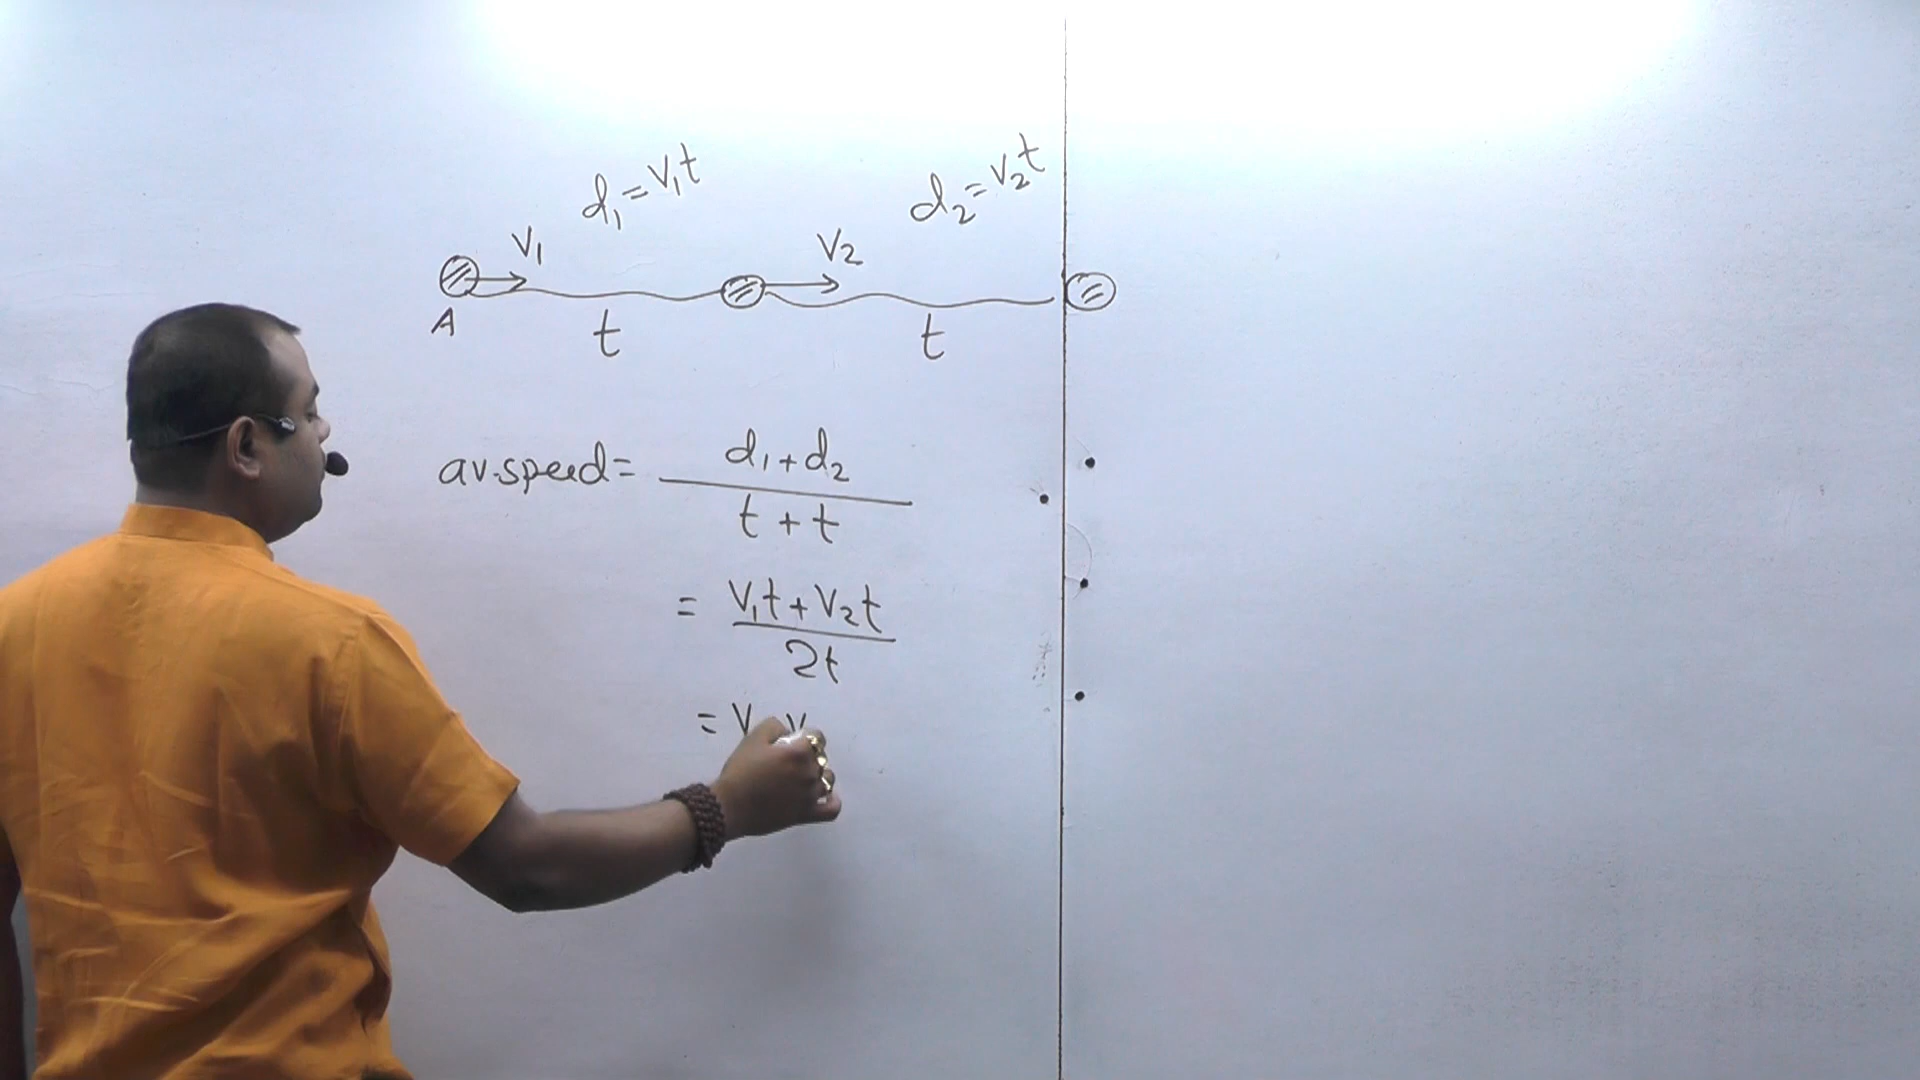 d₁ = v₁t d₂ = v₂t
v₁ v₂
A t t
av. speed = d₁ + d₂
t + t
= v₁t + v₂t
2t
= v v